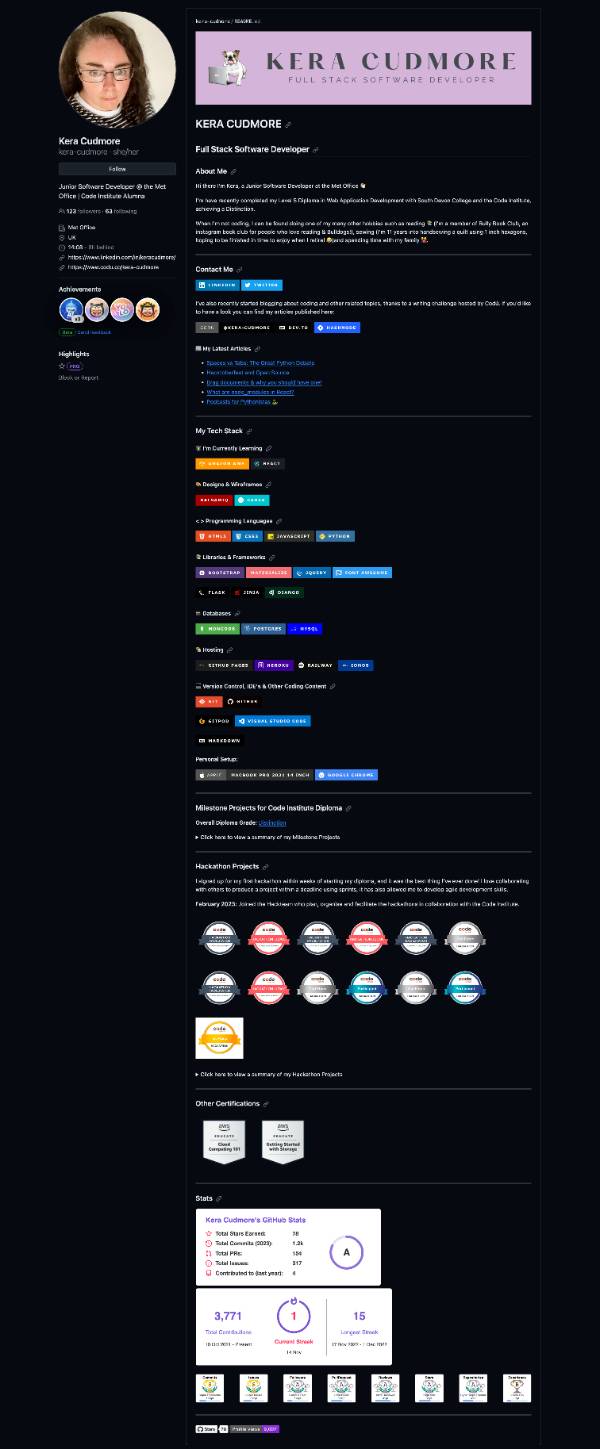 kera-cudmore / README.md
KERA CUDMORE
FULL STACK SOFTWARE DEVELOPER
Kera Cudmore
kera-cudmore · she/her
Follow
Junior Software Developer @ the Met
Office | Code Institute Alumna
123 followers · 63 following
Met Office
UK
https://www.linkedin.com/in/keracudmore/
https://www.codu.co/kera-cudmore
Achievements
x3
Beta Send feedback
Highlights
PRO
Block or Report
KERA CUDMORE
Full Stack Software Developer
About Me
Hi there I'm Kera, a Junior Software Developer at the Met Office 👋
I've recently completed my Level 5 Diploma in Web Application Development with South Devon College and the Code Institute,
achieving a Distinction.
When I'm not coding, I can be found doing one of my many other hobbies such as reading 📚 (I'm a member of Bully Book Club, an
instagram book club for people who love reading & Bulldogs!), sewing (I'm 11 years into handsewing a quilt using 1 inch hexagons,
hoping to be finished in time to enjoy when I retire! and spending time with my family
Contact Me
LINKEDIN TWITTER
I've also recently started blogging about coding and other related topics, thanks to a writing challenge hosted by Codú. If you'd like
to have a look you can find my articles published here:
CODU @KERA-CUDMORE DEV.TO HASHNODE
My Latest Articles
Spaces vs Tabs: The Great Python Debate
Hacktoberfest and Open Source
Drag documents & why you should have one!
What are node_modules in React?
Podcasts for Pythonistas 🐍
My Tech Stack
I'm Currently Learning
AMAZON AWS REACT
Designs & Wireframes
BALSAMIQ CANVA
< > Programming Languages
HTML5 CSS3 JAVASCRIPT PYTHON
Libraries & Frameworks
BOOTSTRAP MATERIALIZE JQUERY FONT AWESOME
FLASK JINJA DJANGO
Databases
MONGODB POSTGRES MYSQL
Hosting
GITHUB PAGES HEROKU RAILWAY IONOS
Version Control, IDE's & Other Coding Content
GIT GITHUB
GITPOD VISUAL STUDIO CODE
MARKDOWN
Personal Setup:
APPLE MACBOOK PRO 2021 14 INCH GOOGLE CHROME
Milestone Projects for Code Institute Diploma
Overall Diploma Grade: Distinction
▸ Click here to view a summary of my Milestone Projects
Hackathon Projects
I signed up for my first hackathon within weeks of starting my diploma, and it was the best thing I've ever done! I love collaborating
with others to produce a project within a deadline using sprints, it has also allowed me to develop agile development skills.
February 2023: Joined the Hackteam who plan, organise and facilitate the hackathons in collaboration with the Code Institute.
▸ Click here to view a summary of my Hackathon Projects
Other Certifications
aws aws
EDUCATE EDUCATE
Cloud Getting Started
Computing 101 with Storage
Stats
Kera Cudmore's GitHub Stats
Total Stars Earned: 78
Total Commits (2023): 1.2k
Total PRs: 154
Total Issues: 317
Contributed to (last year): 4
A
3,771
Total Contributions
1
Current Streak
14 Nov
15
Longest Streak
Stars 78